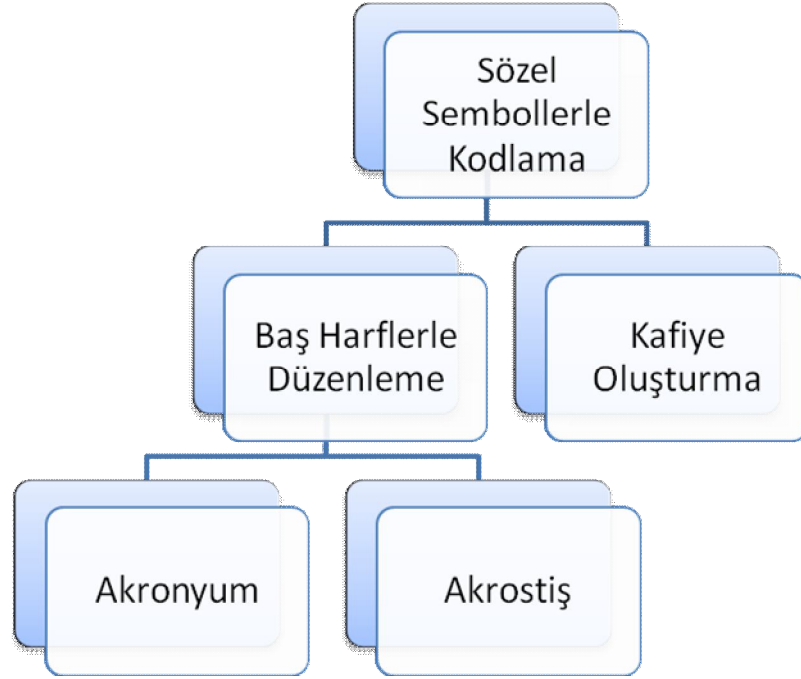 Sözel
Sembollerle
Kodlama
Baş Harflerle
Düzenleme
Kafiye
Oluşturma
Akronyum
Akrostiş